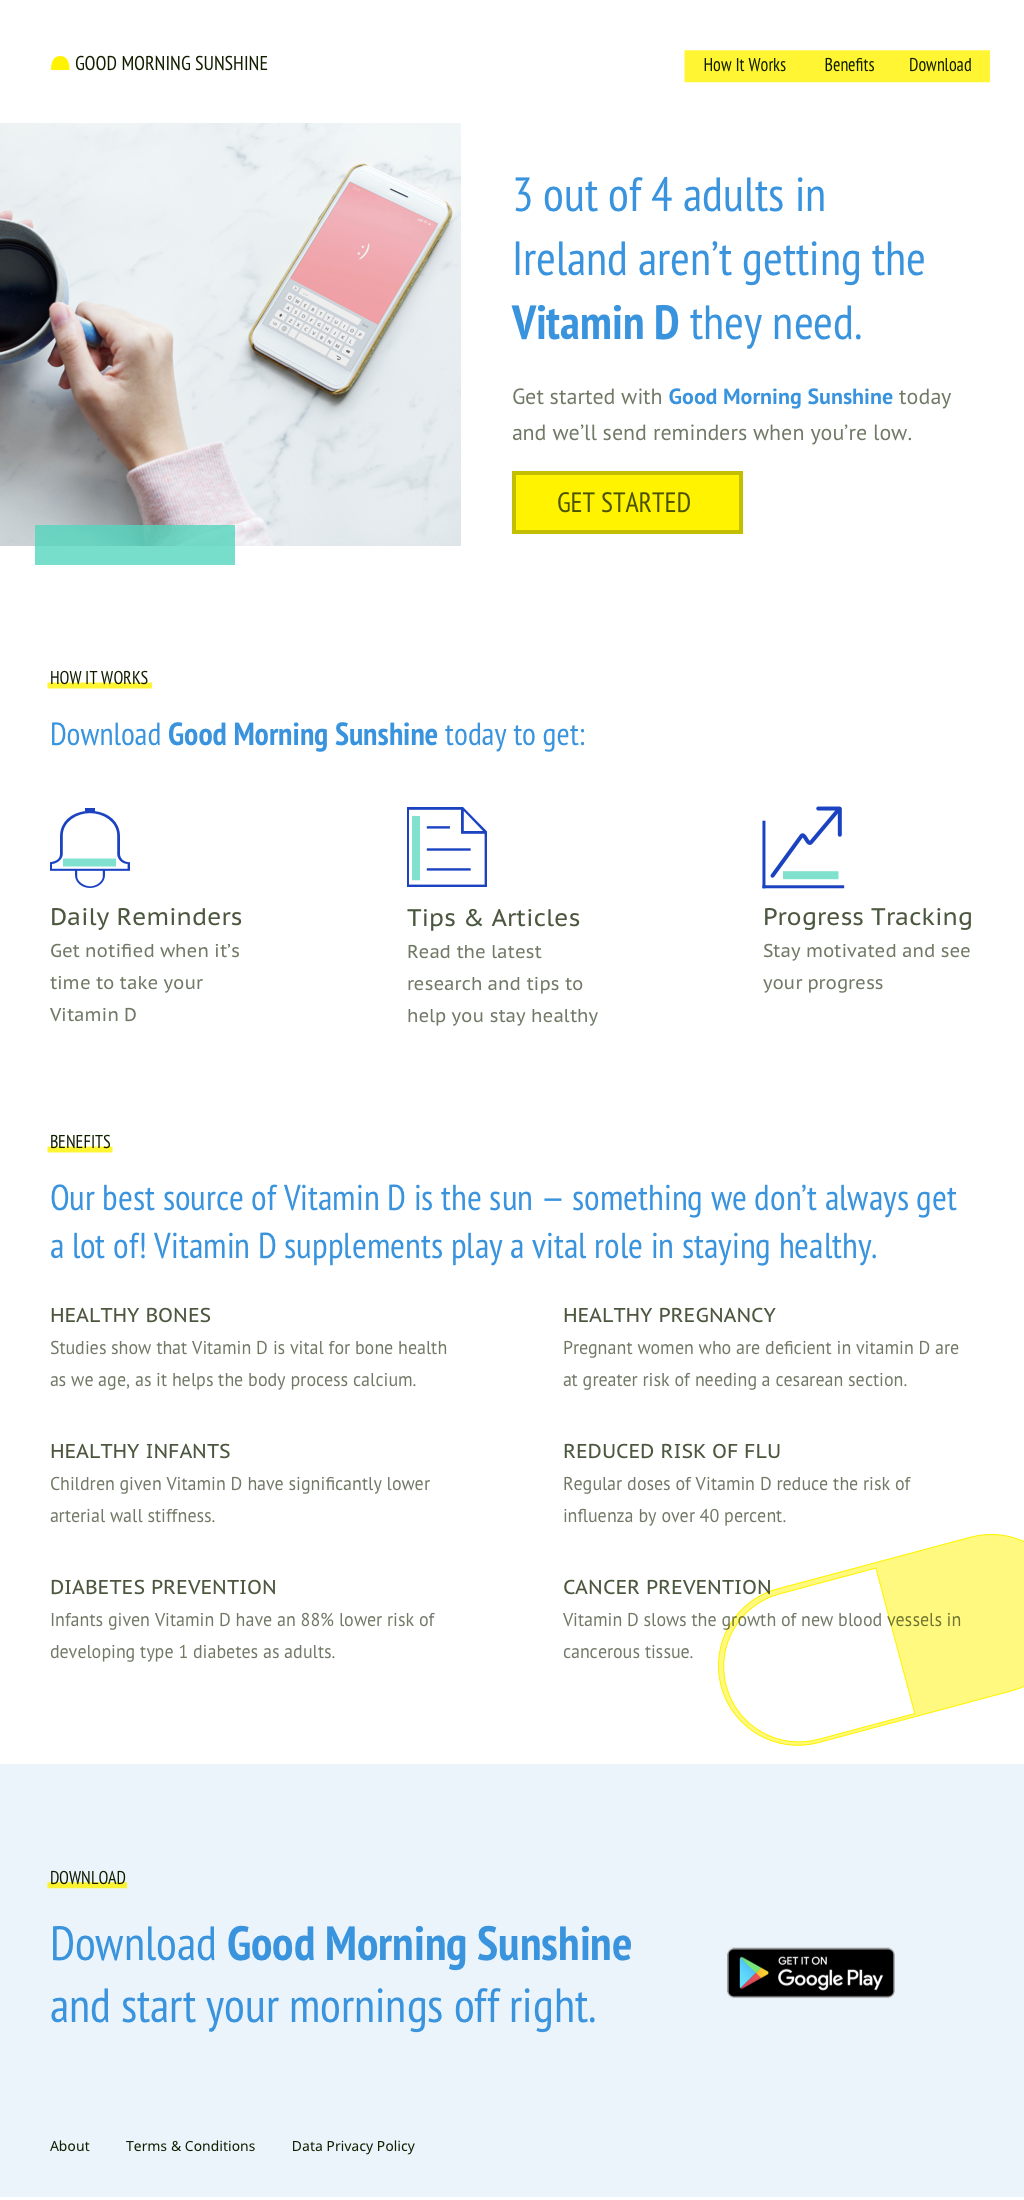 GOOD MORNING SUNSHINE
How It Works Benefits Download
:)
3 out of 4 adults in
Ireland aren’t getting the
Vitamin D they need.
Get started with Good Morning Sunshine today
and we’ll send reminders when you’re low.
GET STARTED
HOW IT WORKS
Download Good Morning Sunshine today to get:
Daily Reminders
Get notified when it’s
time to take your
Vitamin D
Tips & Articles
Read the latest
research and tips to
help you stay healthy
Progress Tracking
Stay motivated and see
your progress
BENEFITS
Our best source of Vitamin D is the sun — something we don’t always get
a lot of! Vitamin D supplements play a vital role in staying healthy.
HEALTHY BONES
Studies show that Vitamin D is vital for bone health
as we age, as it helps the body process calcium.
HEALTHY PREGNANCY
Pregnant women who are deficient in vitamin D are
at greater risk of needing a cesarean section.
HEALTHY INFANTS
Children given Vitamin D have significantly lower
arterial wall stiffness.
REDUCED RISK OF FLU
Regular doses of Vitamin D reduce the risk of
influenza by over 40 percent.
DIABETES PREVENTION
Infants given Vitamin D have an 88% lower risk of
developing type 1 diabetes as adults.
CANCER PREVENTION
Vitamin D slows the growth of new blood vessels in
cancerous tissue.
DOWNLOAD
Download Good Morning Sunshine
and start your mornings off right.
GET IT ON
Google Play
About Terms & Conditions Data Privacy Policy